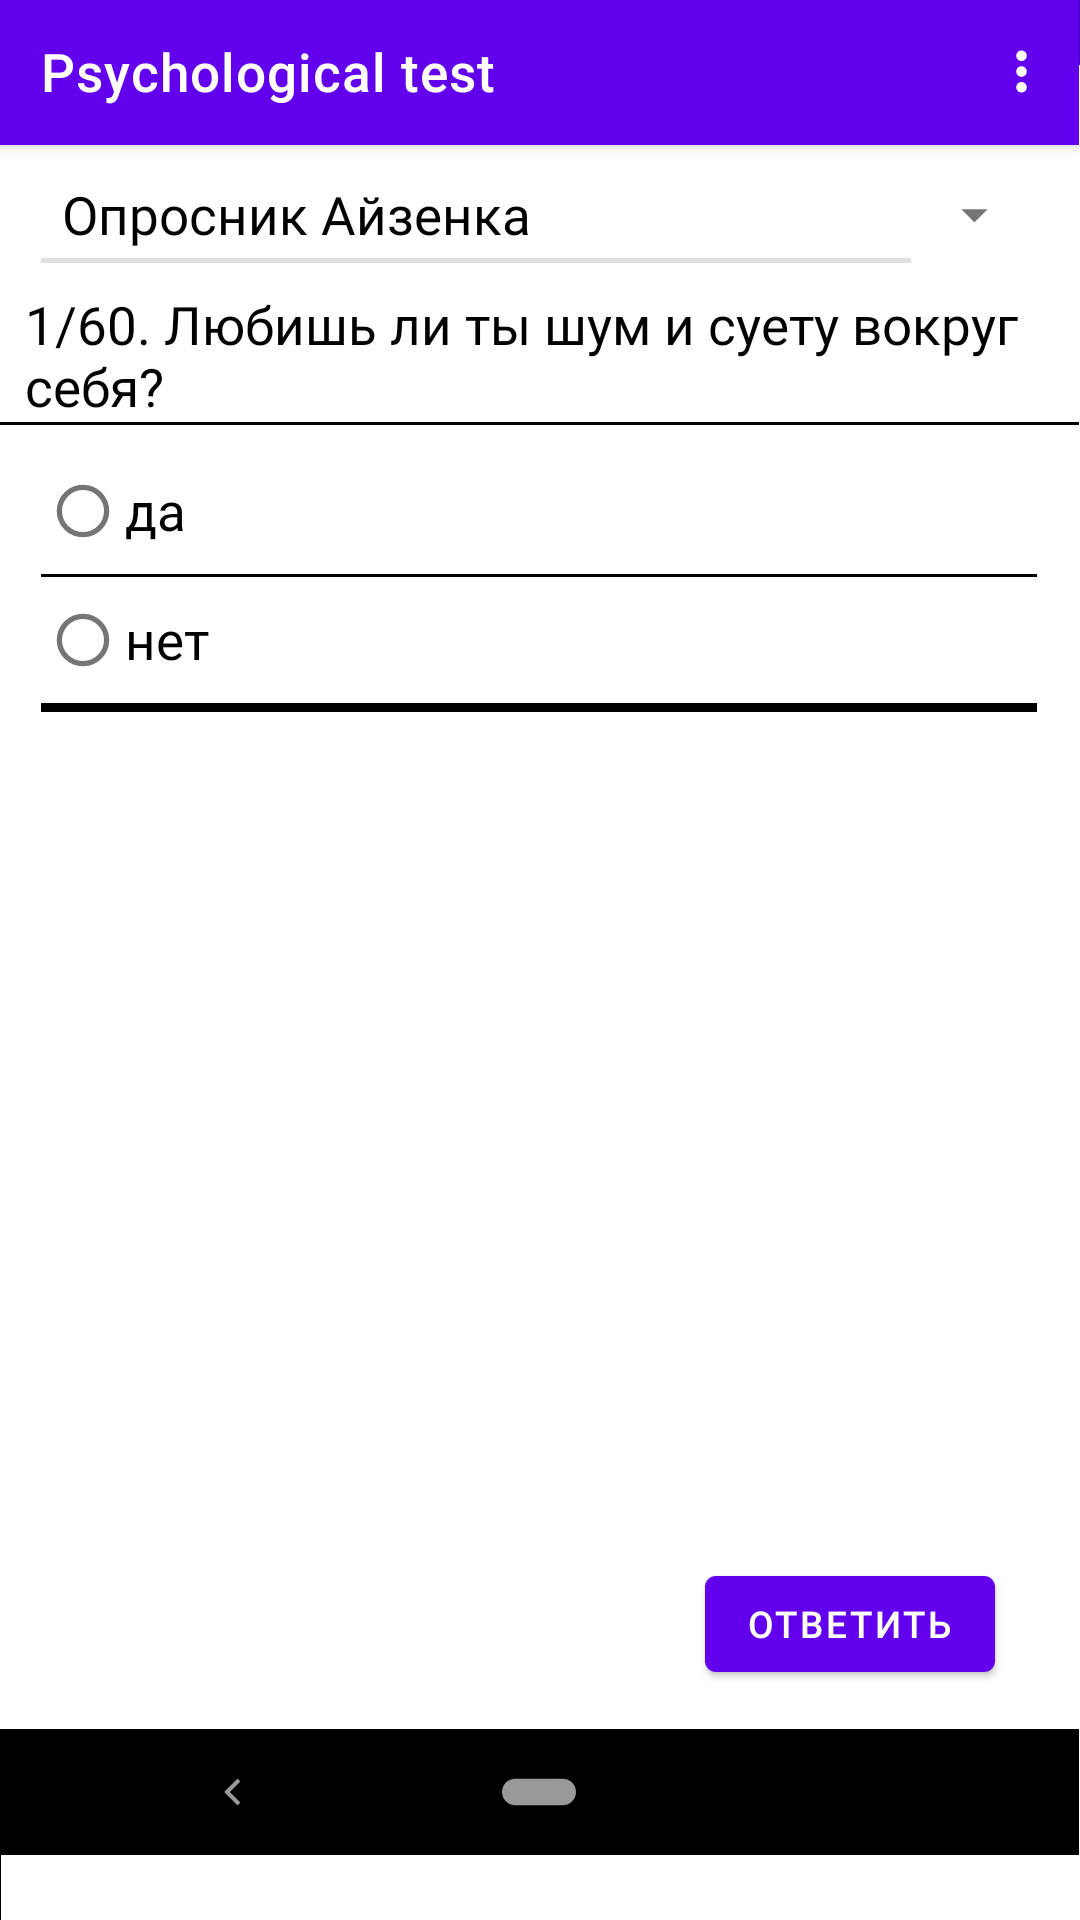 Psychological test
Опросник Айзенка
1/60. Любишь ли ты шум и суету вокруг
себя?
да
нет
ОТВЕТИТЬ